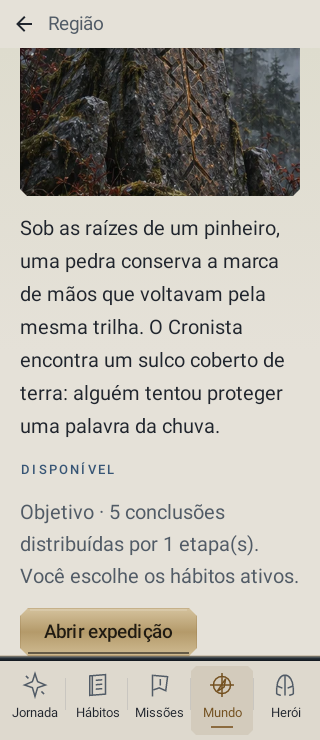 Região
Sob as raízes de um pinheiro,
uma pedra conserva a marca
de mãos que voltavam pela
mesma trilha. O Cronista
encontra um sulco coberto de
terra: alguém tentou proteger
uma palavra da chuva.
DISPONÍVEL
Objetivo · 5 conclusões
distribuídas por 1 etapa(s).
Você escolhe os hábitos ativos.
Abrir expedição
Jornada Hábitos Missões Mundo Herói